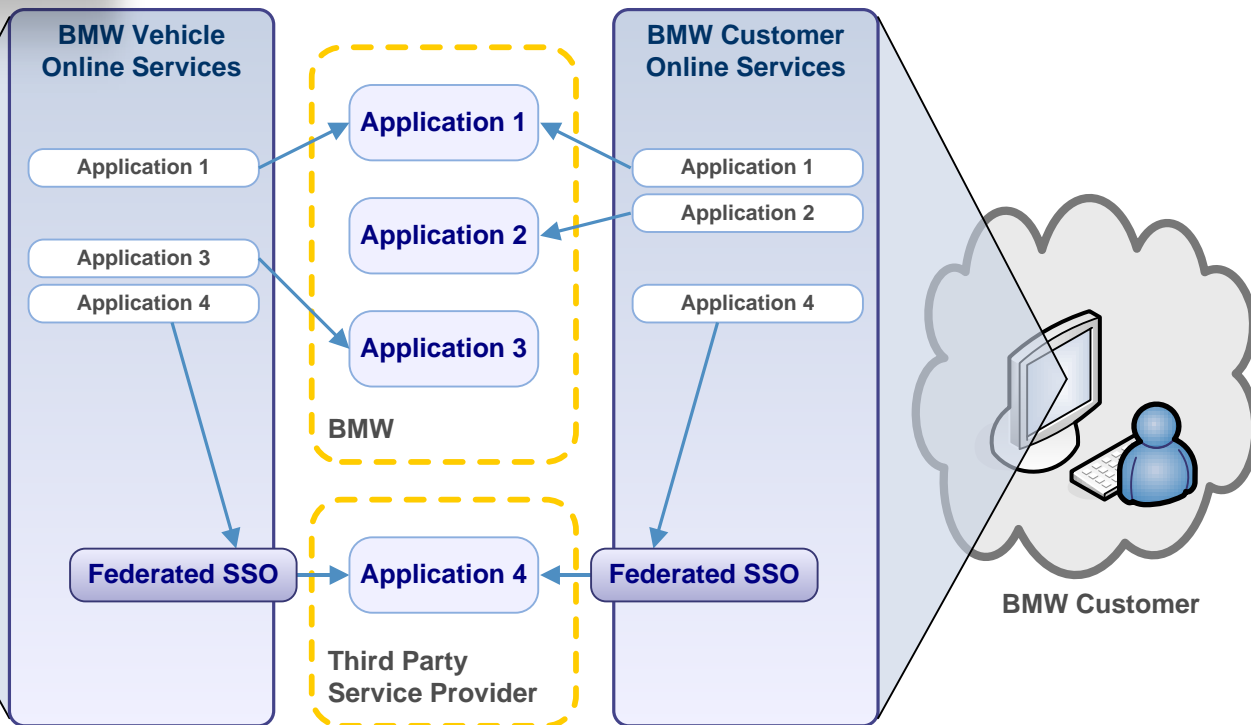 BMW Vehicle
Online Services
Application 1
Application 3
Application 4
Federated SSO
Application 1
Application 2
Application 3
BMW
Application 4
Third Party
Service Provider
BMW Customer
Online Services
Application 1
Application 2
Application 4
Federated SSO
BMW Customer